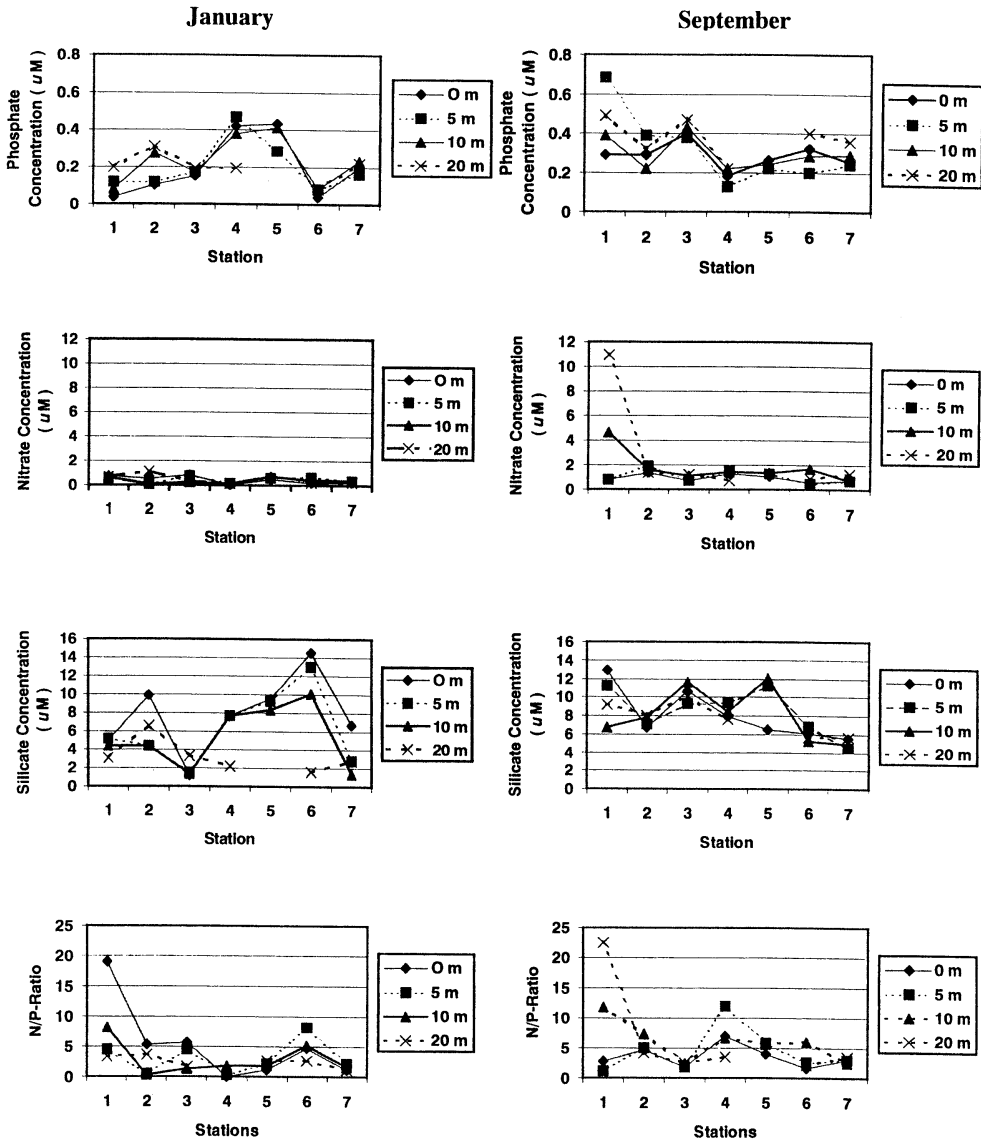 January
September
Phosphate
Concentration ( uM )
0.8
0.6
0.4
0.2
0
1 2 3 4 5 6 7
Station
O m
5 m
10 m
20 m
Phosphate
Concentration ( uM )
0.8
0.6
0.4
0.2
0
1 2 3 4 5 6 7
Station
0 m
5 m
10 m
20 m
Nitrate Concentration
( uM )
12
10
8
6
4
2
0
1 2 3 4 5 6 7
Station
O m
5 m
10 m
20 m
Nitrate Concentration
( uM )
12
10
8
6
4
2
0
1 2 3 4 5 6 7
Station
0 m
5 m
10 m
20 m
Silicate Concentration
( uM )
16
14
12
10
8
6
4
2
0
1 2 3 4 5 6 7
Station
O m
5 m
10 m
20 m
Silicate Concentration
( uM )
16
14
12
10
8
6
4
2
0
1 2 3 4 5 6 7
Station
0 m
5 m
10 m
20 m
N/P-Ratio
25
20
15
10
5
0
1 2 3 4 5 6 7
Stations
O m
5 m
10 m
20 m
N/P-Ratio
25
20
15
10
5
0
1 2 3 4 5 6 7
Stations
0 m
5 m
10 m
20 m